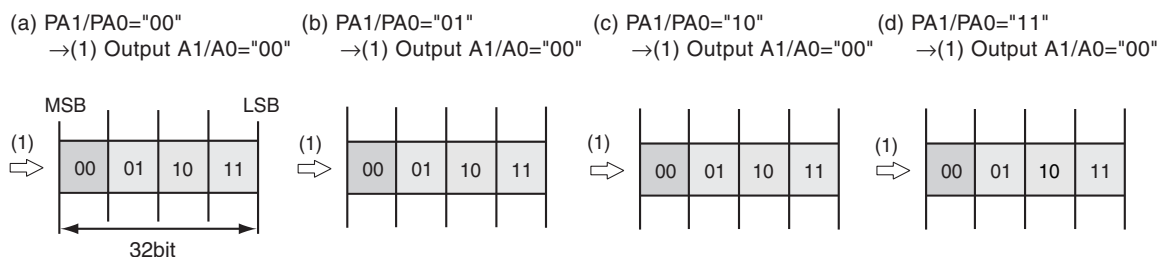 (a) PA1/PA0="00"
→(1) Output A1/A0="00"
(b) PA1/PA0="01"
→(1) Output A1/A0="00"
(c) PA1/PA0="10"
→(1) Output A1/A0="00"
(d) PA1/PA0="11"
→(1) Output A1/A0="00"
MSB LSB
(1)
00 01 10 11
32bit
(1)
00 01 10 11
(1)
00 01 10 11
(1)
00 01 10 11